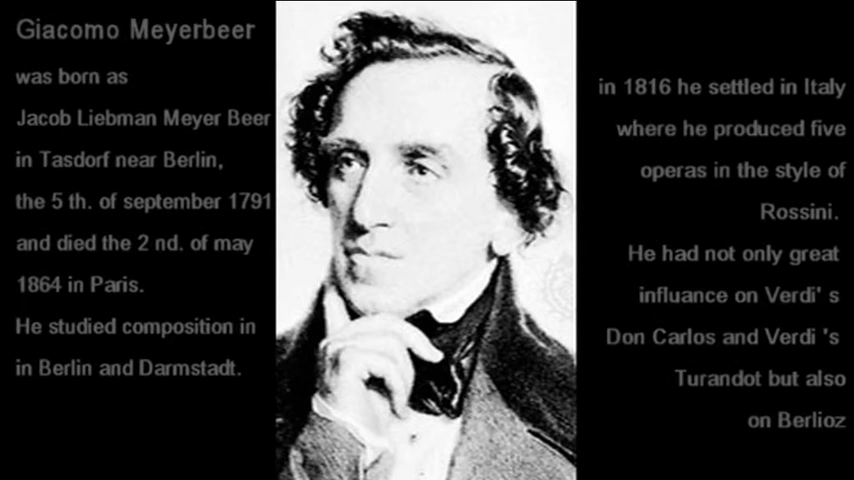 Giacomo Meyerbeer
was born as
Jacob Liebman Meyer Beer
in Tasdorf near Berlin,
the 5 th. of september 1791
and died the 2 nd. of may
1864 in Paris.
He studied composition in
in Berlin and Darmstadt.
in 1816 he settled in Italy
where he produced five
operas in the style of
Rossini.
He had not only great
influance on Verdi' s
Don Carlos and Verdi 's
Turandot but also
on Berlioz